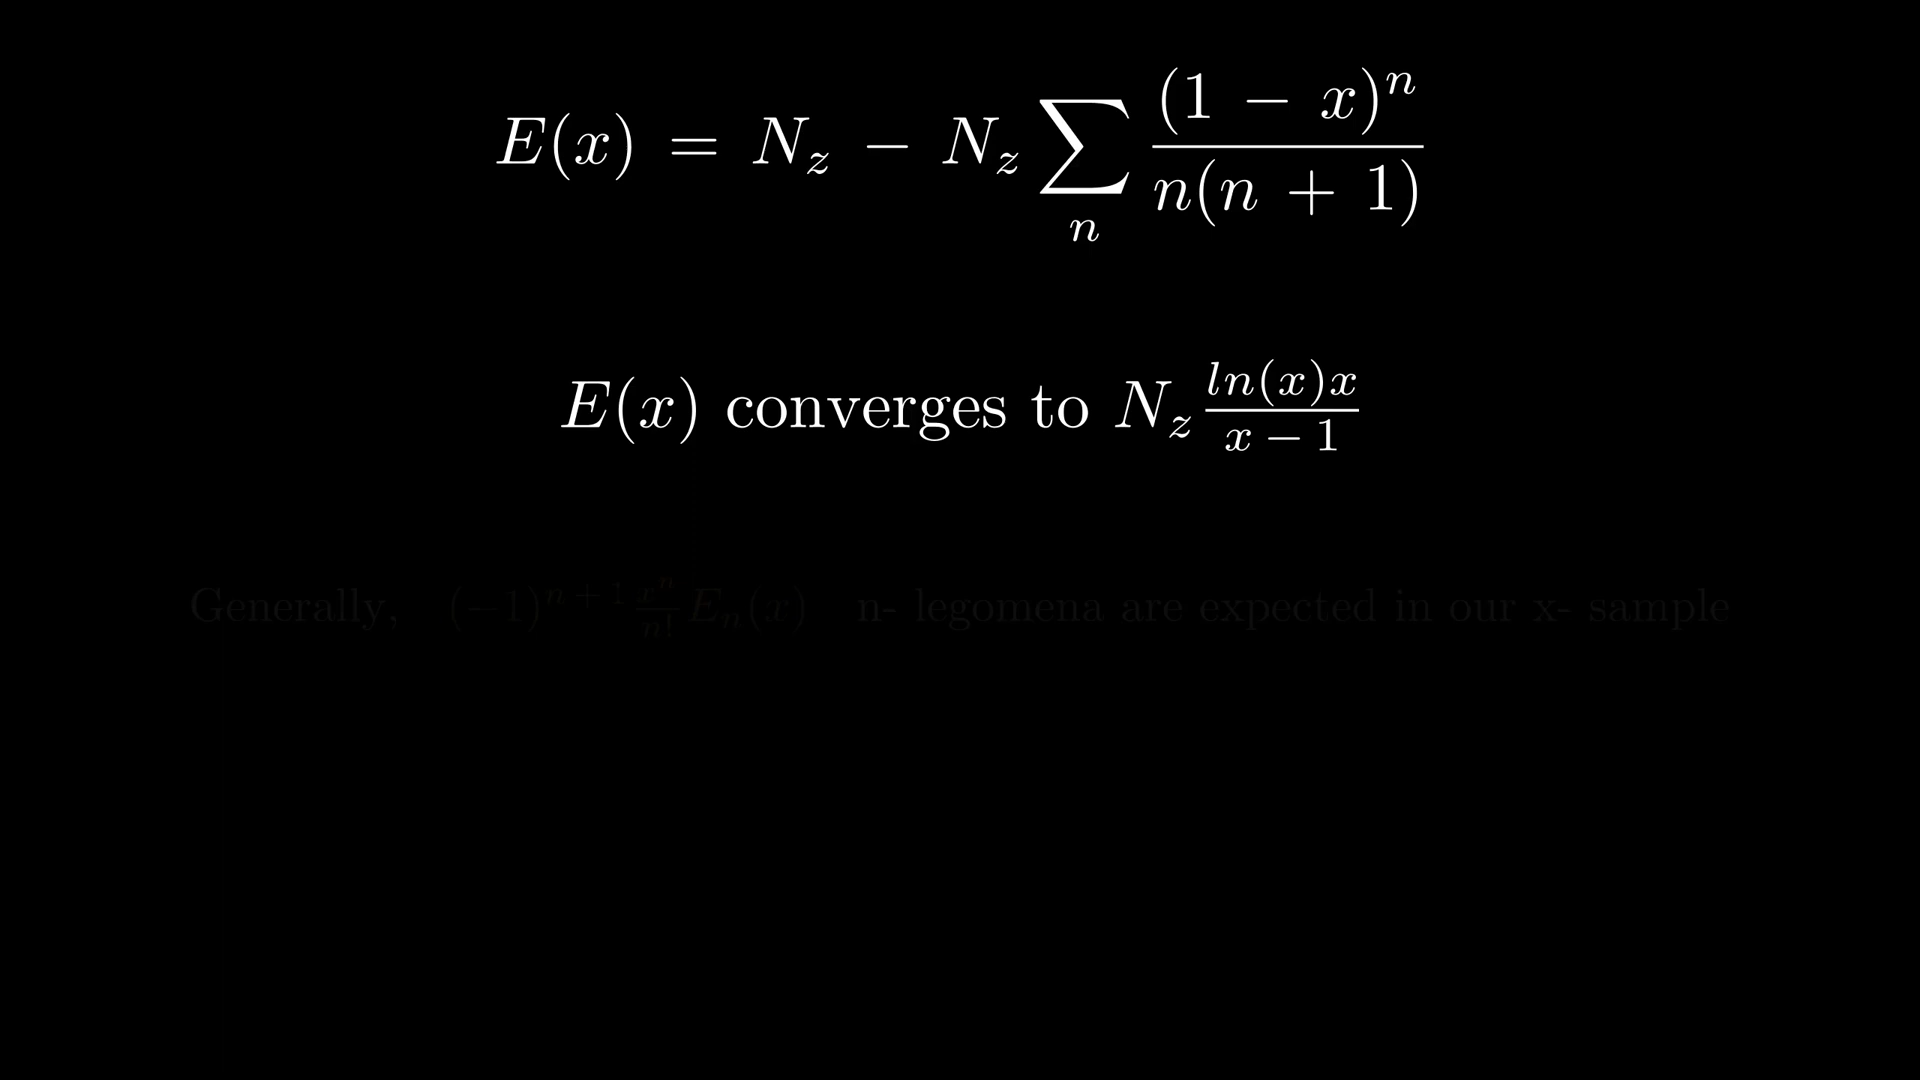 E(x) = N_z − N_z ∑_n (1 − x)^n / n(n + 1)
E(x) converges to N_z ln(x)x / x − 1
Generally, (−1)^{n+1} x^n / n! E_n(x) n- legomena are expected in our x- sample